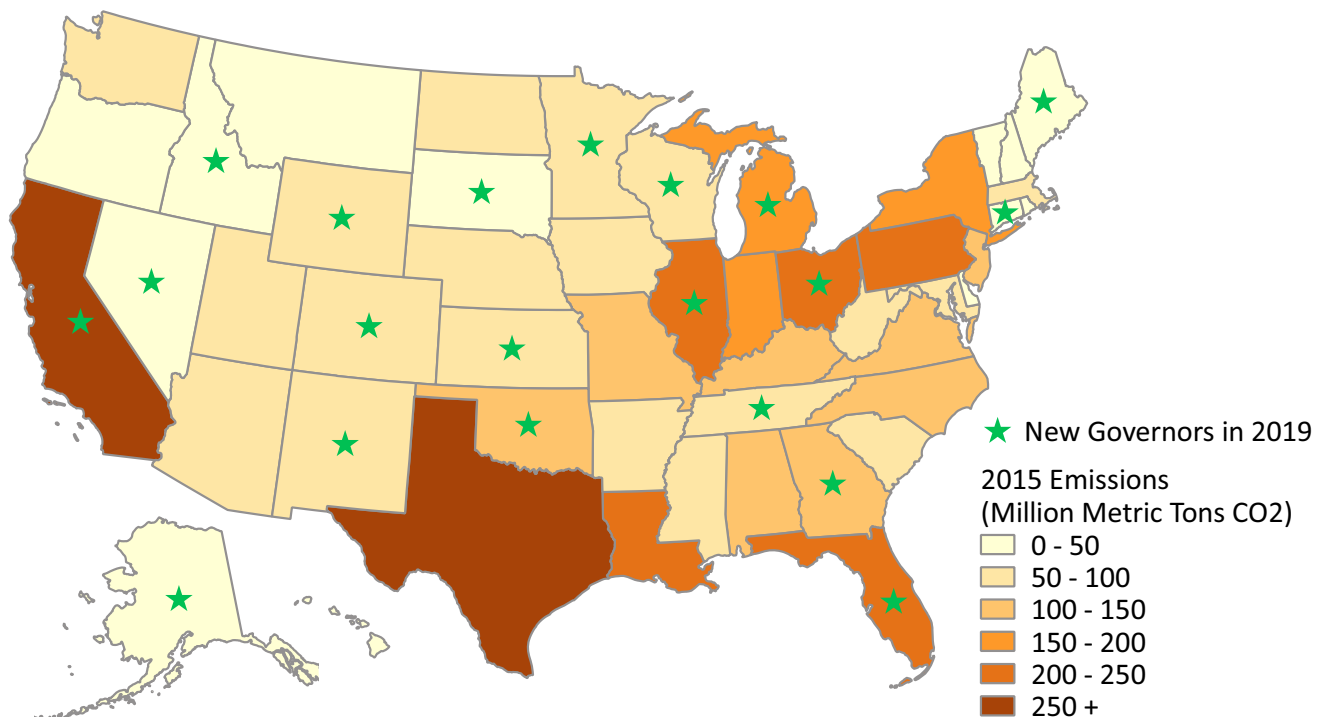 New Governors in 2019
2015 Emissions
(Million Metric Tons CO2)
0 - 50
50 - 100
100 - 150
150 - 200
200 - 250
250 +